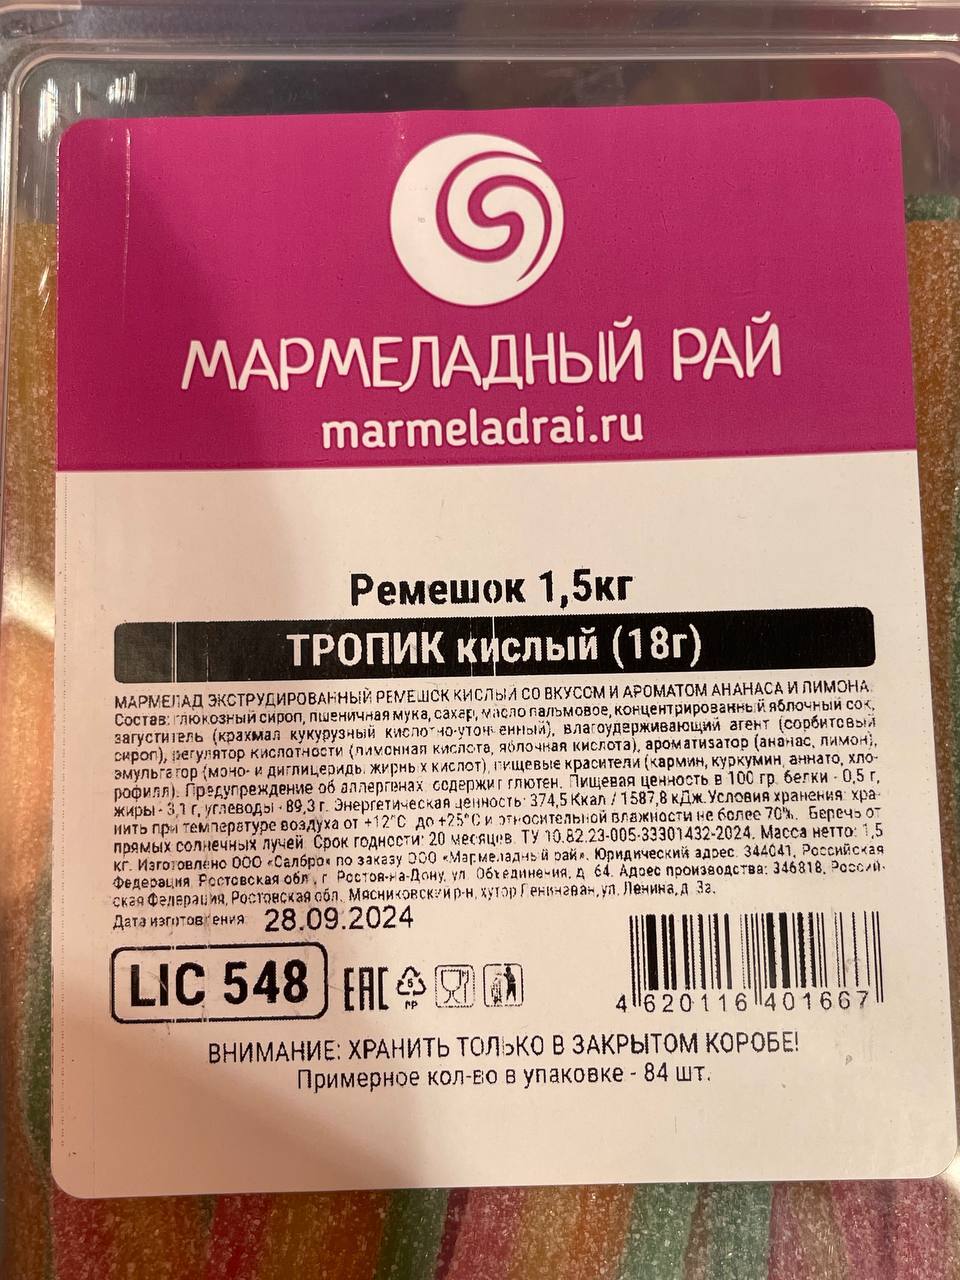 МАРМЕЛАДНЫЙ РАЙ
marmeladrai.ru
Ремешок 1,5кг
ТРОПИК кислый (18г)
МАРМЕЛАД ЭКСТРУДИРОВАННЫЙ РЕМЕШОК КИСЛЫЙ СО ВКУСОМ И АРОМАТОМ АНАНАСА И ЛИМОНА.
Состав: глюкозный сироп, пшеничная мука, сахар, масло пальмовое, концентрированный яблочный сок,
загуститель (крахмал кукурузный кислотно-утонченный), влагоудерживающий агент (сорбитовый
сироп), регулятор кислотности (лимонная кислота, яблочная кислота), ароматизатор (ананас, лимон),
эмульгатор (моно- и диглицериды жирных кислот), пищевые красители (кармин, куркумин, аннато, хло-
рофилл). Предупреждение об аллергенах: содержит глютен. Пищевая ценность в 100 гр. белки - 0,5 г,
жиры - 3,1 г, углеводы - 89,3 г. Энергетическая ценность: 374,5 Ккал / 1587,8 кДж. Условия хранения: хра-
нить при температуре воздуха от +12°С до +25°С и относительной влажности не более 70%. Беречь от
прямых солнечных лучей. Срок годности: 20 месяцев. ТУ 10.82.23-005-33301432-2024. Масса нетто: 1,5
кг. Изготовлено ООО «Салбро» по заказу ООО «Мармеладный рай». Юридический адрес: 344041, Российская
Федерация, Ростовская обл., г. Ростов-на-Дону, ул. Объединения, д. 64. Адрес производства: 346818, Россий-
ская Федерация, Ростовская обл., Мясниковский р-н, хутор Ленинаван, ул. Ленина, д. 3а.
Дата изготовления: 28.09.2024
LIC 548
EAC
5
PP
4 620116 401667
ВНИМАНИЕ: ХРАНИТЬ ТОЛЬКО В ЗАКРЫТОМ КОРОБЕ!
Примерное кол-во в упаковке - 84 шт.